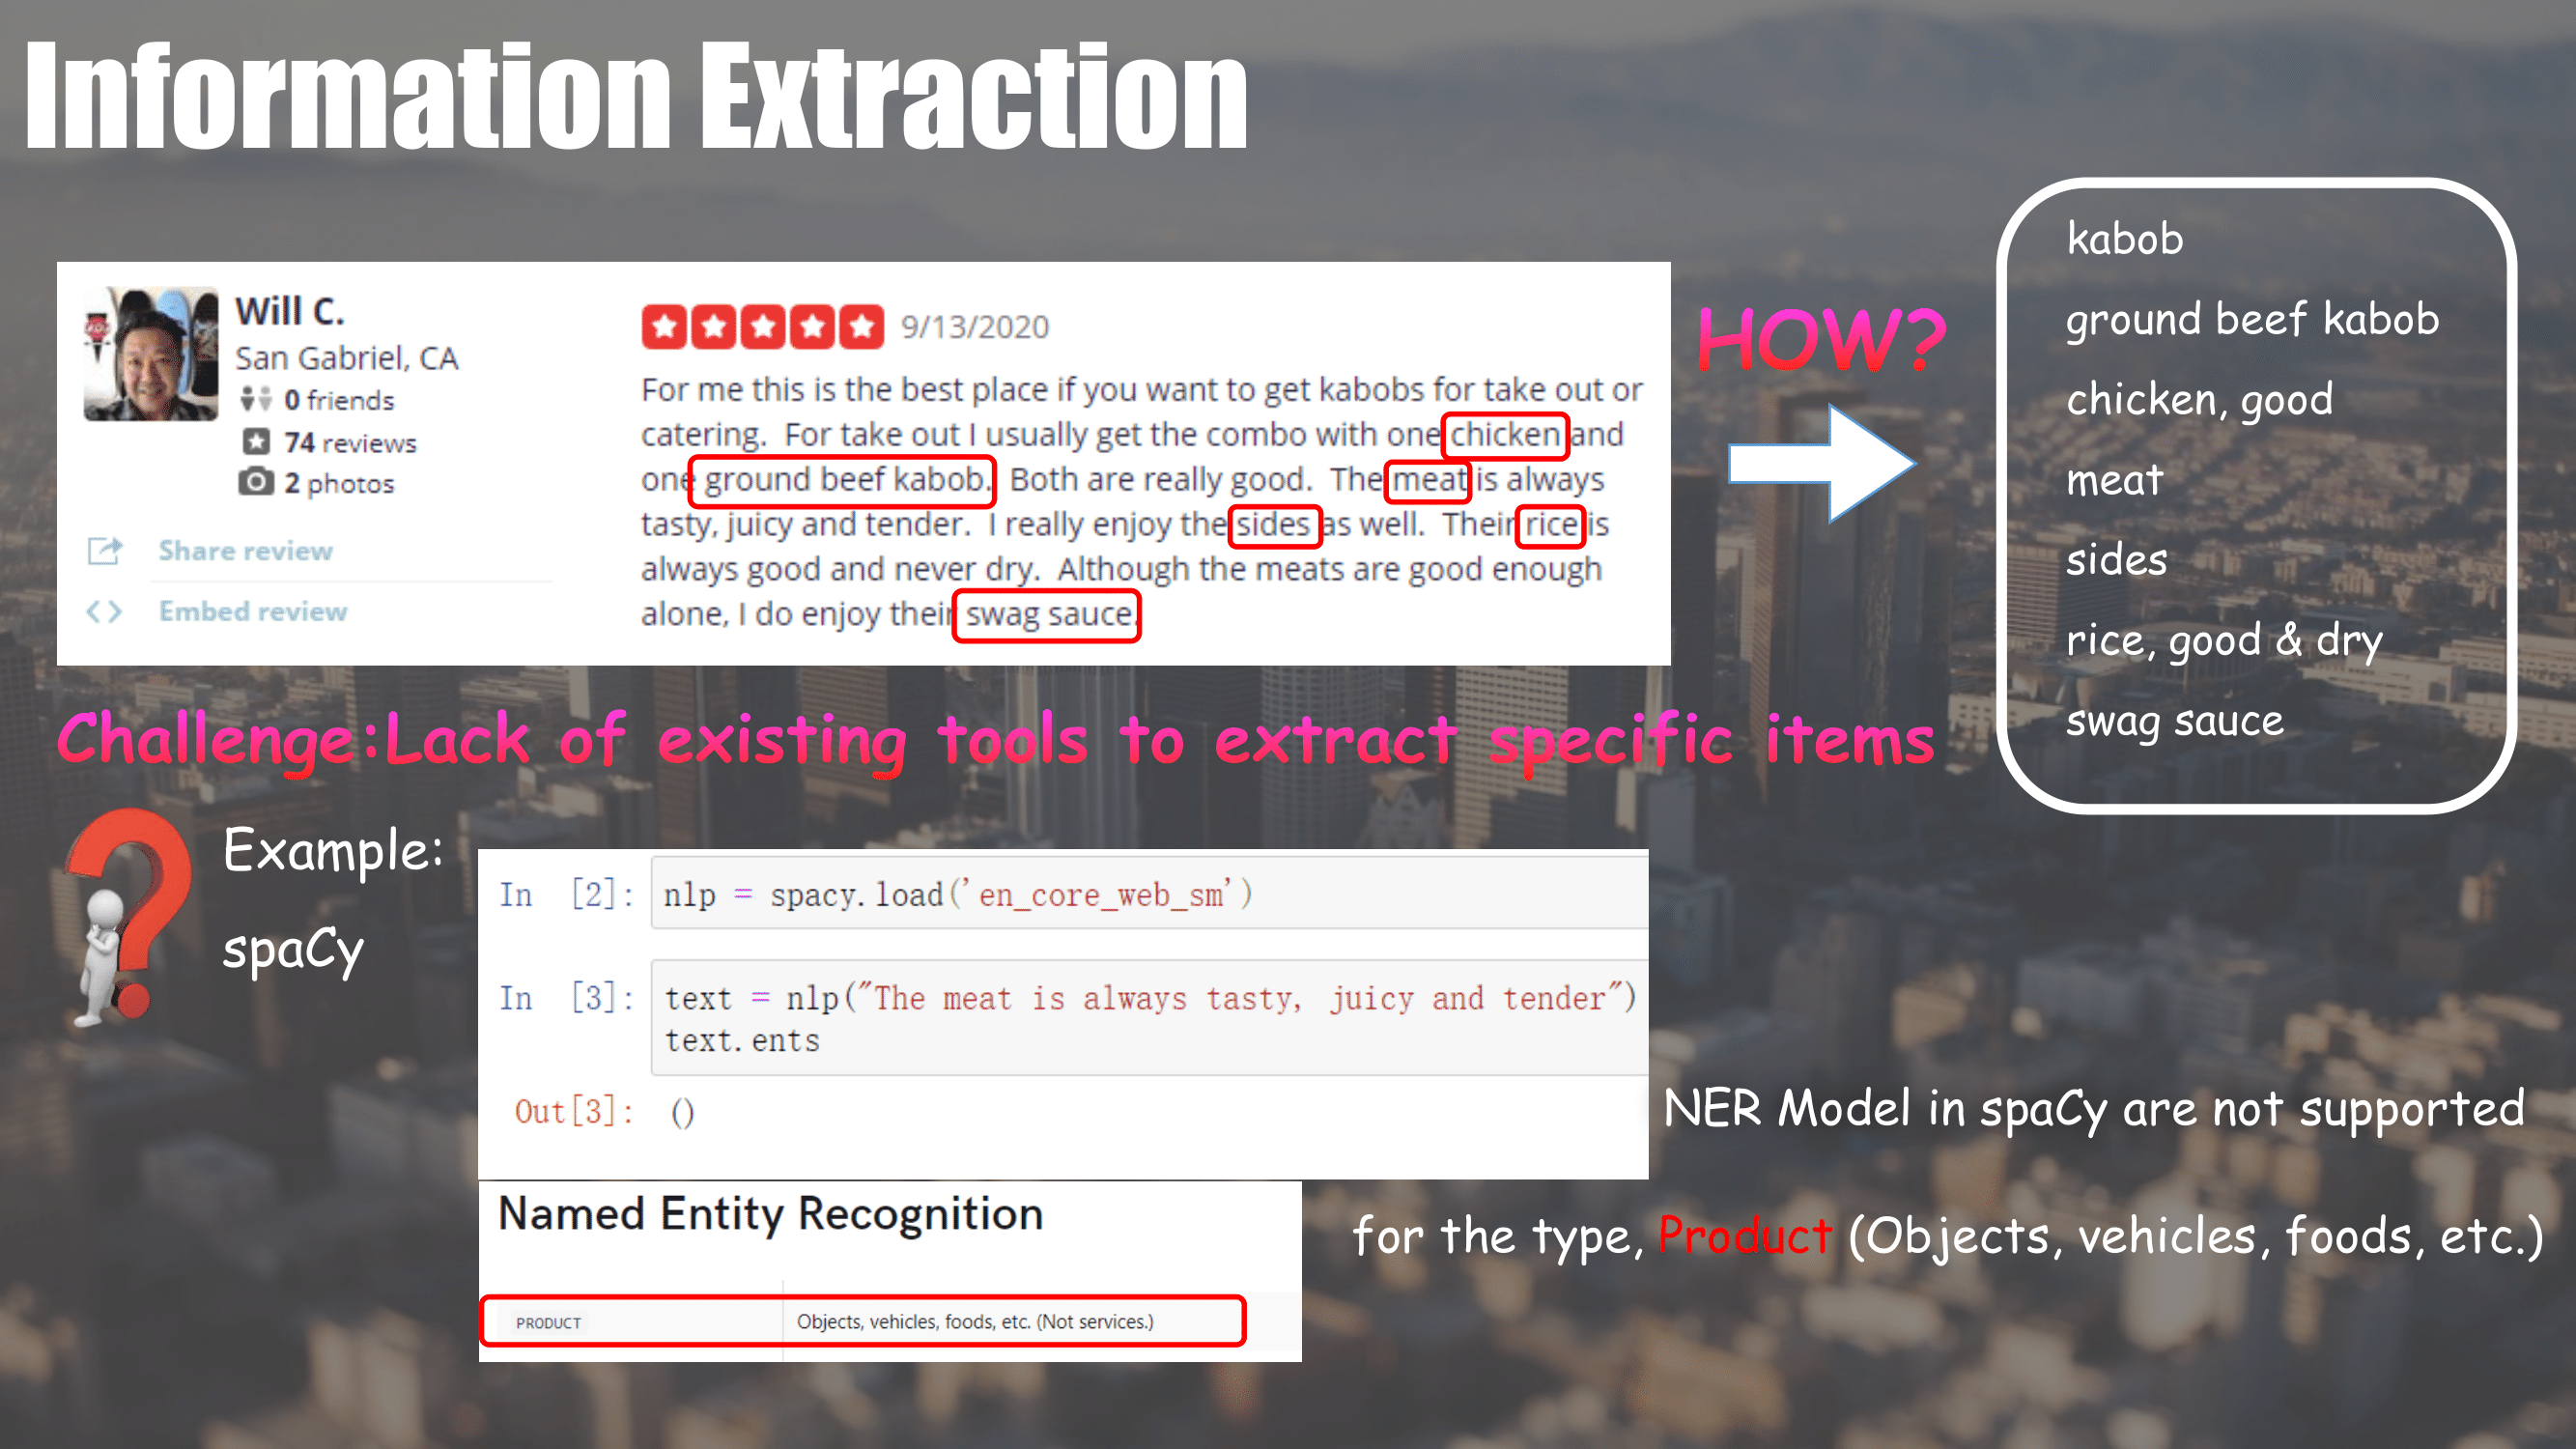 Information Extraction
Will C.
San Gabriel, CA
0 friends
74 reviews
2 photos
Share review
Embed review
9/13/2020
For me this is the best place if you want to get kabobs for take out or
catering. For take out I usually get the combo with one chicken and
one ground beef kabob. Both are really good. The meat is always
tasty, juicy and tender. I really enjoy the sides as well. Their rice is
always good and never dry. Although the meats are good enough
alone, I do enjoy their swag sauce.
HOW?
kabob
ground beef kabob
chicken, good
meat
sides
rice, good & dry
swag sauce
Challenge:Lack of existing tools to extract specific items
Example:
spaCy
In [2]: nlp = spacy.load('en_core_web_sm')
In [3]: text = nlp("The meat is always tasty, juicy and tender")
text.ents
Out[3]: ()
NER Model in spaCy are not supported
for the type, Product (Objects, vehicles, foods, etc.)
Named Entity Recognition
PRODUCT Objects, vehicles, foods, etc. (Not services.)